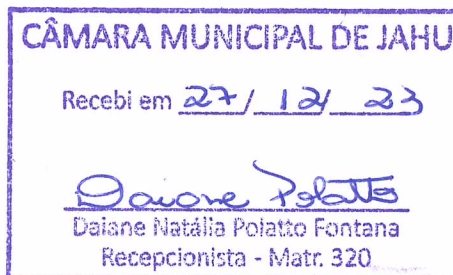 CÂMARA MUNICIPAL DE JAHU
Recebi em 27/ 12/ 23
Daiane Polatto
Daiane Natália Polatto Fontana
Recepcionista - Matr. 320